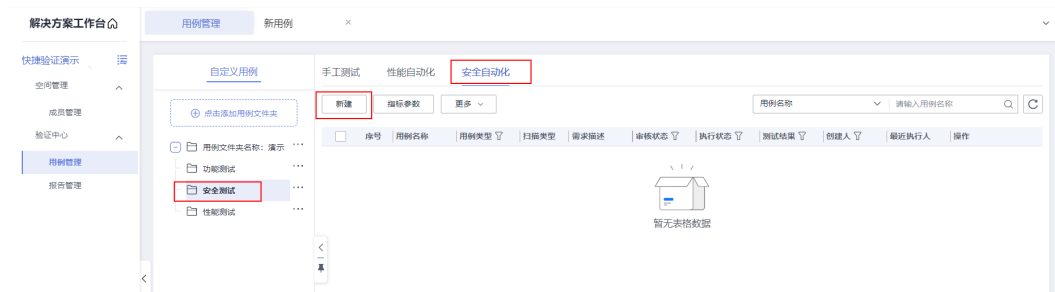 解决方案工作台
用例管理
新用例
快捷验证演示
空间管理
成员管理
验证中心
用例管理
报告管理
自定义用例
点击添加用例文件夹
用例文件夹名称：演示
功能测试
安全测试
性能测试
手工测试 性能自动化 安全自动化
新建 指标参数 更多
用例名称 请输入用例名称
序号 用例名称 用例类型 扫描类型 需求描述 审核状态 执行状态 测试结果 创建人 最近执行人 操作
暂无表格数据